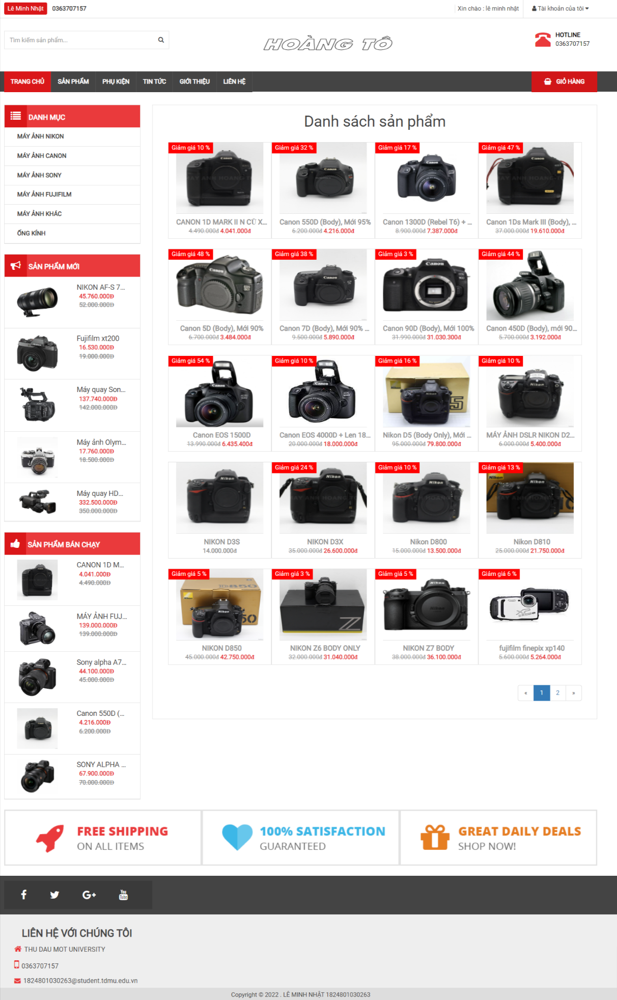 Lê Minh Nhật 0363707157
Xin chào : lê minh nhật
Tài khoản của tôi
Tìm kiếm sản phẩm...
HOÀNG TÔ
HOTLINE
0363707157
TRANG CHỦ SẢN PHẨM PHỤ KIỆN TIN TỨC GIỚI THIỆU LIÊN HỆ
GIỎ HÀNG
DANH MỤC
MÁY ẢNH NIKON
MÁY ẢNH CANON
MÁY ẢNH SONY
MÁY ẢNH FUJIFILM
MÁY ẢNH KHÁC
ỐNG KÍNH
SẢN PHẨM MỚI
NIKON AF-S 7...
45.760.000Đ
52.000.000Đ
Fujifilm xt200
16.530.000Đ
19.000.000Đ
Máy quay Son...
137.740.000Đ
142.000.000Đ
Máy ảnh Olym...
17.760.000Đ
18.500.000Đ
Máy quay HD...
332.500.000Đ
350.000.000Đ
SẢN PHẨM BÁN CHẠY
CANON 1D M...
4.041.000Đ
4.490.000Đ
MÁY ẢNH FUJ...
139.000.000Đ
139.000.000Đ
Sony alpha A7...
44.100.000Đ
45.000.000Đ
Canon 550D (...
4.216.000Đ
6.200.000Đ
SONY ALPHA ...
67.900.000Đ
70.000.000Đ
Danh sách sản phẩm
Giảm giá 10 % Giảm giá 32 % Giảm giá 17 % Giảm giá 47 %
CANON 1D MARK II N CŨ X... Canon 550D (Body), Mới 95% Canon 1300D (Rebel T6) + ... Canon 1Ds Mark III (Body), ...
4.490.000đ 4.041.000đ 6.200.000đ 4.216.000đ 8.900.000đ 7.387.000đ 37.000.000đ 19.610.000đ
Giảm giá 48 % Giảm giá 38 % Giảm giá 3 % Giảm giá 44 %
Canon 5D (Body), Mới 90% Canon 7D (Body), Mới 90% ... Canon 90D (Body), Mới 100% Canon 450D (Body), mới 90...
6.700.000đ 3.484.000đ 9.500.000đ 5.890.000đ 31.990.000đ 31.030.300đ 5.700.000đ 3.192.000đ
Giảm giá 54 % Giảm giá 10 % Giảm giá 16 % Giảm giá 10 %
Canon EOS 1500D Canon EOS 4000D + Len 18... Nikon D5 (Body Only), Mới ... MÁY ẢNH DSLR NIKON D2...
13.990.000đ 6.435.400đ 20.000.000đ 18.000.000đ 95.000.000đ 79.800.000đ 6.000.000đ 5.400.000đ
Giảm giá 24 % Giảm giá 10 % Giảm giá 13 %
NIKON D3S NIKON D3X Nikon D800 Nikon D810
14.000.000đ 35.000.000đ 26.600.000đ 15.000.000đ 13.500.000đ 25.000.000đ 21.750.000đ
Giảm giá 5 % Giảm giá 3 % Giảm giá 5 % Giảm giá 6 %
NIKON D850 NIKON Z6 BODY ONLY NIKON Z7 BODY fujifilm finepix xp140
45.000.000đ 42.750.000đ 32.000.000đ 31.040.000đ 38.000.000đ 36.100.000đ 5.600.000đ 5.264.000đ
« 1 2 »
FREE SHIPPING
ON ALL ITEMS
100% SATISFACTION
GUARANTEED
GREAT DAILY DEALS
SHOP NOW!
You Tube
LIÊN HỆ VỚI CHÚNG TÔI
THU DAU MOT UNIVERSITY
0363707157
1824801030263@student.tdmu.edu.vn
Copyright © 2022 . LÊ MINH NHẬT 1824801030263